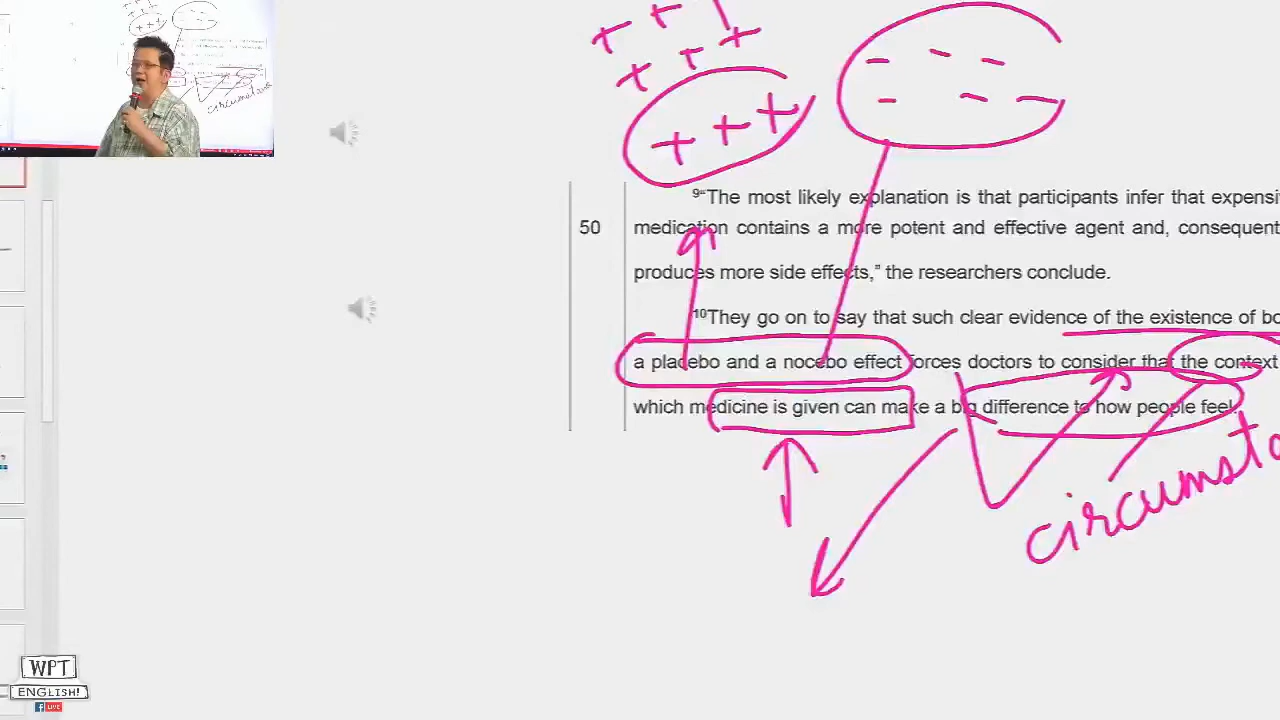 9“The most likely explanation is that participants infer that expensi
50
medication contains a more potent and effective agent and, consequent
produces more side effects,” the researchers conclude.
10They go on to say that such clear evidence of the existence of bo
a placebo and a nocebo effect forces doctors to consider that the context
which medicine is given can make a big difference to how people feel.
circumsta
WPT
ENGLISH!
f LIVE